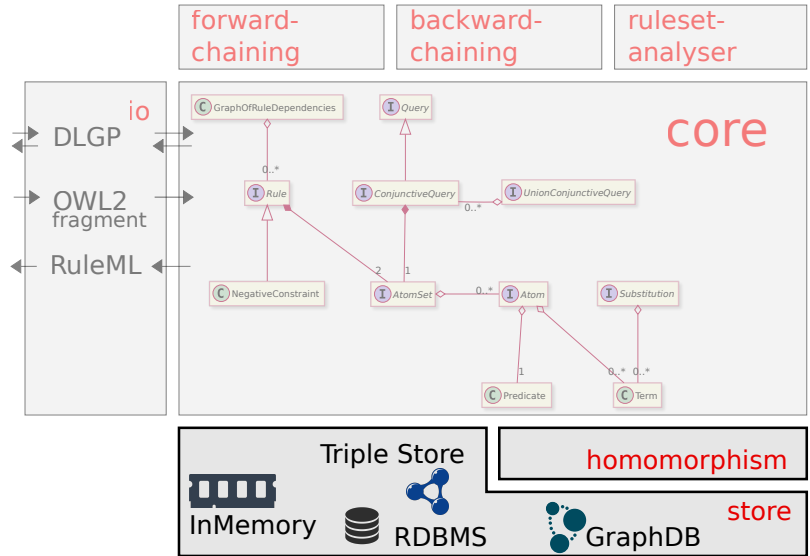 forward-
chaining
backward-
chaining
ruleset-
analyser
io
DLGP
OWL2
fragment
RuleML
core
C GraphOfRuleDependencies
I Query
0..*
I Rule
I ConjunctiveQuery
I UnionConjunctiveQuery
0..*
2
1
C NegativeConstraint
I AtomSet
0..*
I Atom
I Substitution
1
0..*
0..*
C Predicate
C Term
Triple Store
homomorphism
InMemory
RDBMS
GraphDB
store